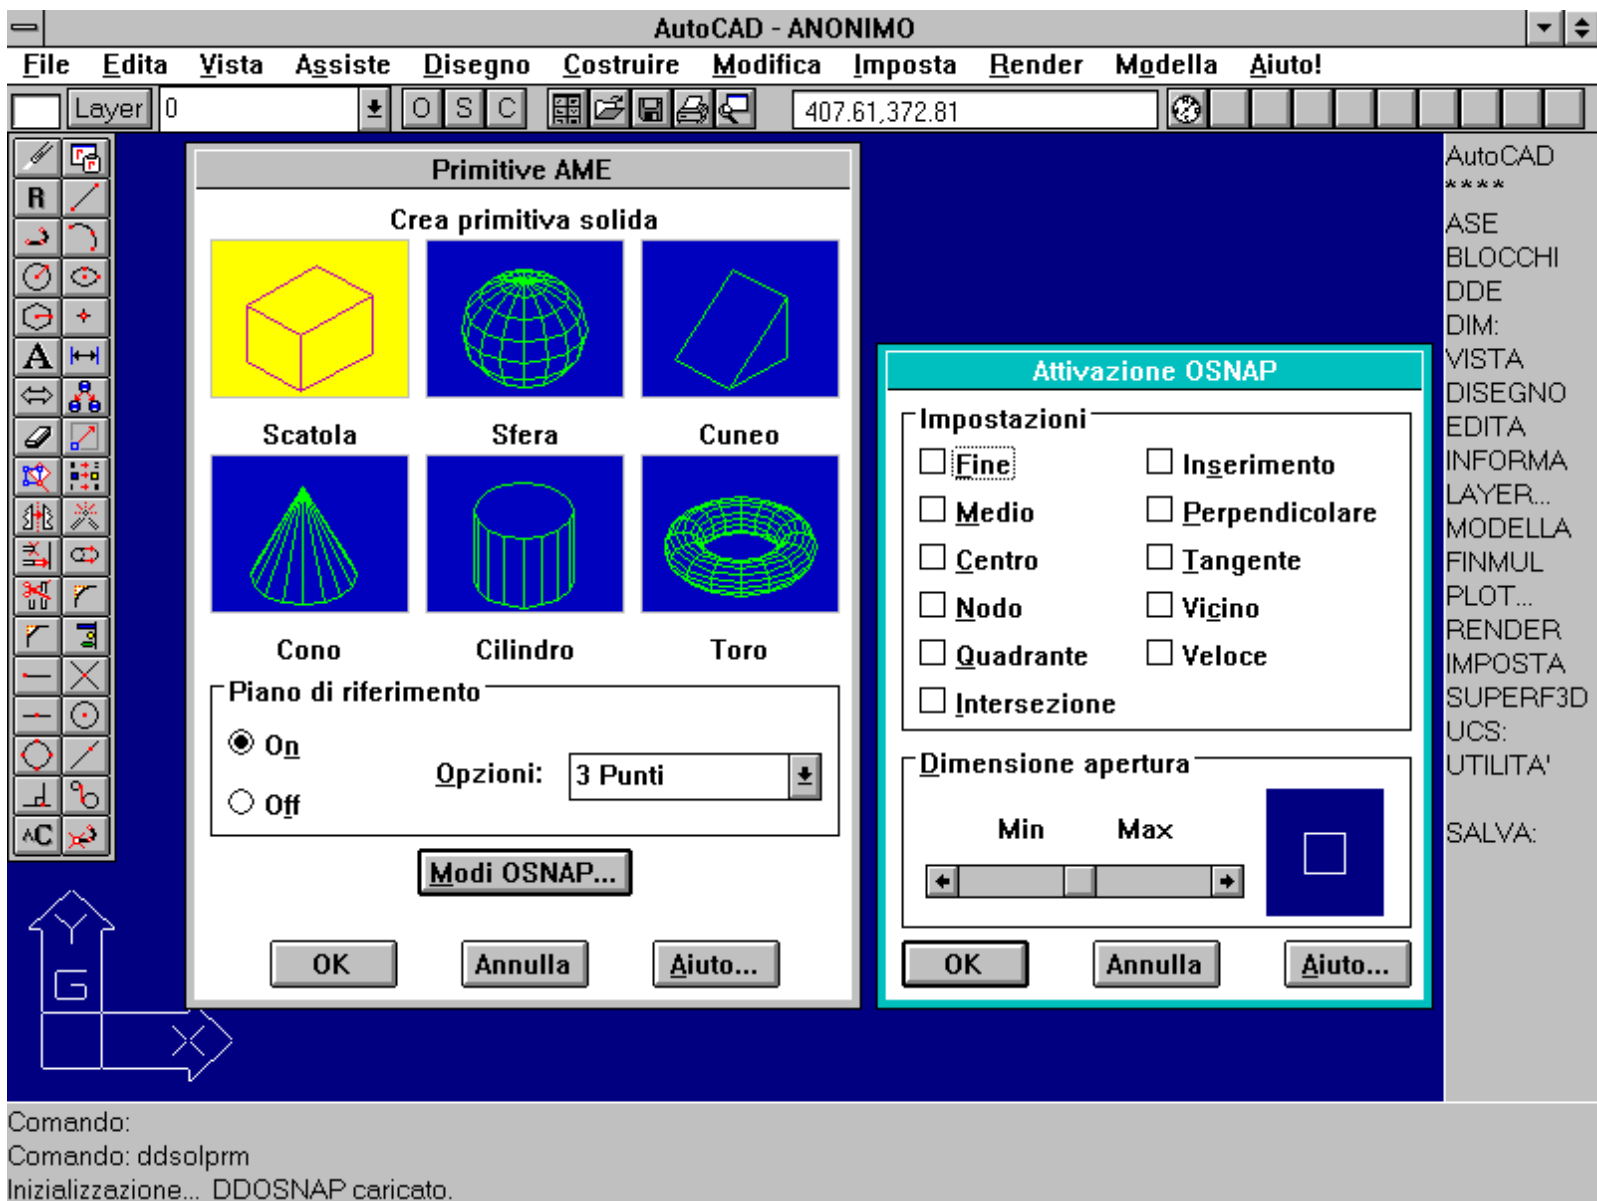 AutoCAD - ANONIMO
File Edita Vista Assiste Disegno Costruire Modifica Imposta Render Modella Aiuto!
Layer 0 O S C 407.61,372.81
R
A
^C
Primitive AME
Crea primitiva solida
Scatola Sfera Cuneo
Cono Cilindro Toro
Piano di riferimento
On
Off
Opzioni: 3 Punti
Modi OSNAP...
OK Annulla Aiuto...
Attivazione OSNAP
Impostazioni
Fine Inserimento
Medio Perpendicolare
Centro Tangente
Nodo Vicino
Quadrante Veloce
Intersezione
Dimensione apertura
Min Max
OK Annulla Aiuto...
AutoCAD
****
ASE
BLOCCHI
DDE
DIM:
VISTA
DISEGNO
EDITA
INFORMA
LAYER...
MODELLA
FINMUL
PLOT...
RENDER
IMPOSTA
SUPERF3D
UCS:
UTILITA'
SALVA:
Y
G
X
Comando:
Comando: ddsolprm
Inizializzazione... DDOSNAP caricato.